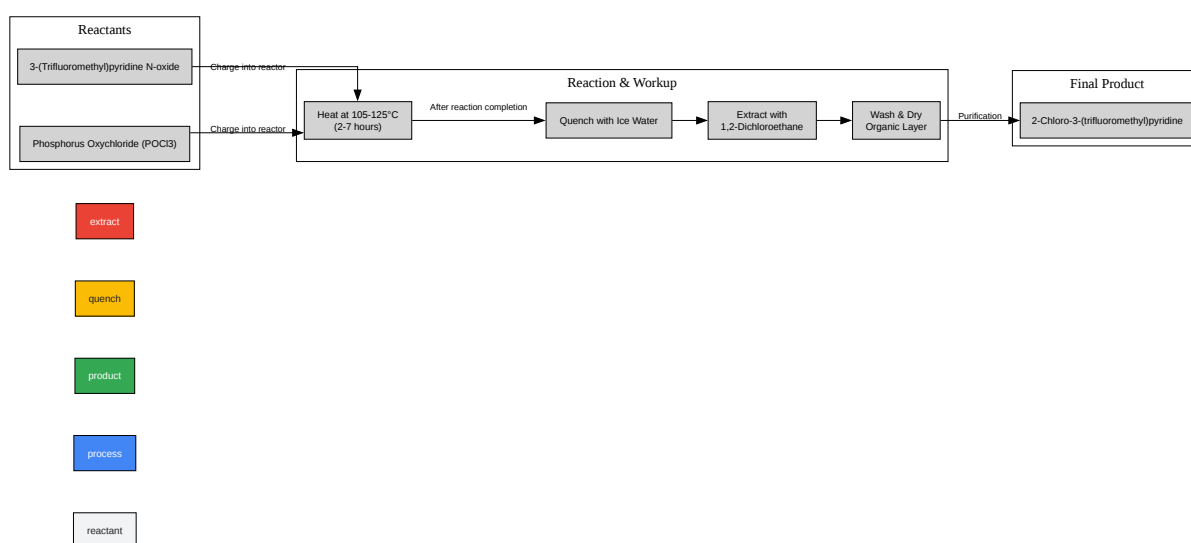 Reactants
3-(Trifluoromethyl)pyridine N-oxide
Charge into reactor
Phosphorus Oxychloride (POCl3)
Charge into reactor
Reaction & Workup
Heat at 105-125°C
(2-7 hours)
After reaction completion
Quench with Ice Water
Extract with
1,2-Dichloroethane
Wash & Dry
Organic Layer
Purification
Final Product
2-Chloro-3-(trifluoromethyl)pyridine
extract
quench
product
process
reactant